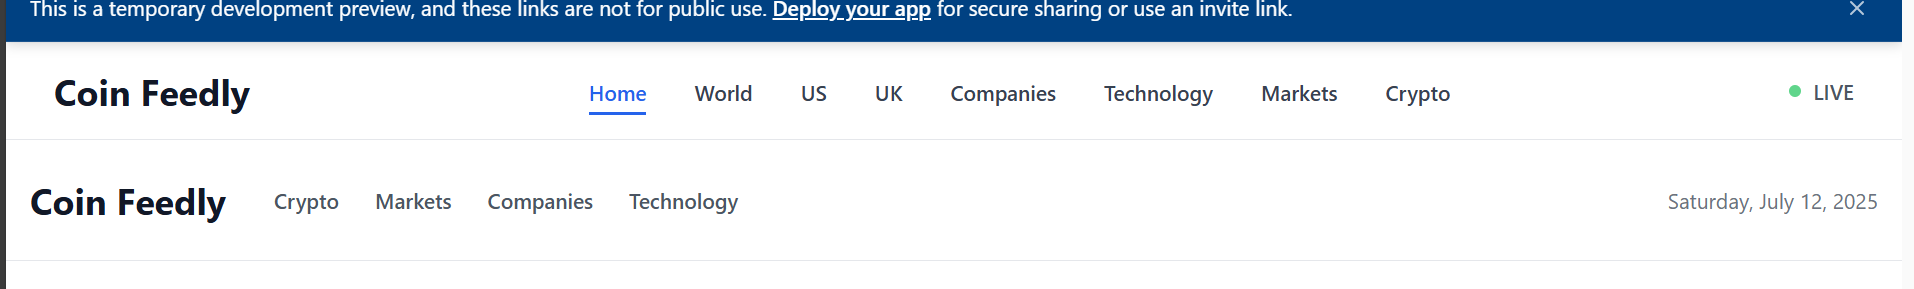 This is a temporary development preview, and these links are not for public use. Deploy your app for secure sharing or use an invite link.
Coin Feedly Home World US UK Companies Technology Markets Crypto LIVE
Coin Feedly Crypto Markets Companies Technology Saturday, July 12, 2025